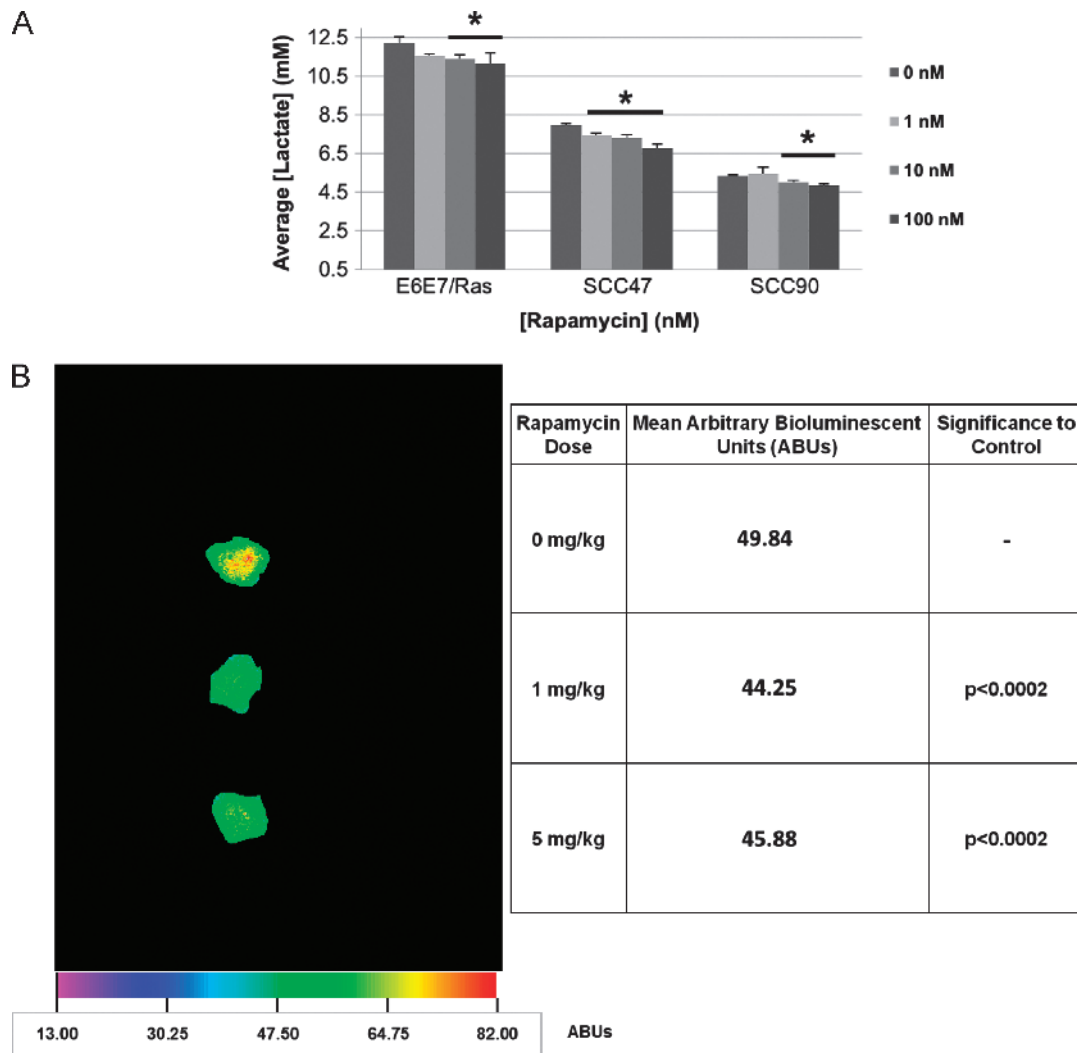 A
Average [Lactate] (mM)
12.5
10.5
8.5
6.5
4.5
2.5
0.5
*
*
*
E6E7/Ras SCC47 SCC90
[Rapamycin] (nM)
0 nM
1 nM
10 nM
100 nM
B
Rapamycin Dose
Mean Arbitrary Bioluminescent Units (ABUs)
Significance to Control
0 mg/kg 49.84 -
1 mg/kg 44.25 p<0.0002
5 mg/kg 45.88 p<0.0002
13.00 30.25 47.50 64.75 82.00 ABUs